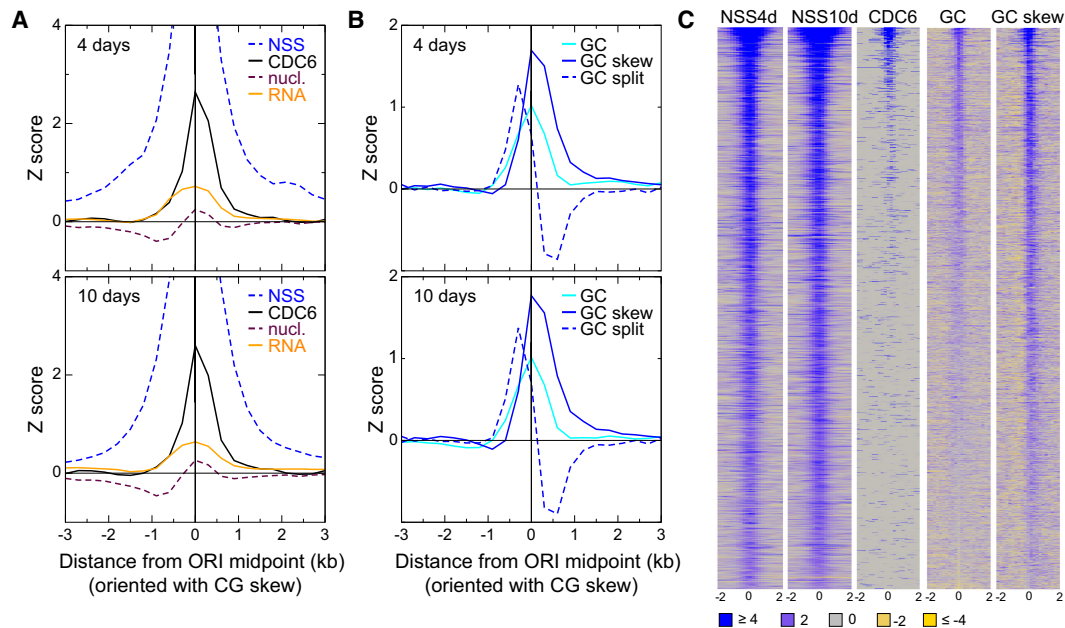 A
4 days
NSS
CDC6
nucl.
RNA
Z score
4
2
0
10 days
NSS
CDC6
nucl.
RNA
Z score
4
2
0
-3 -2 -1 0 1 2 3
Distance from ORI midpoint (kb)
(oriented with CG skew)
B
4 days
GC
GC skew
GC split
Z score
2
1
0
10 days
GC
GC skew
GC split
Z score
2
1
0
-3 -2 -1 0 1 2 3
Distance from ORI midpoint (kb)
(oriented with CG skew)
C
NSS4d NSS10d CDC6 GC GC skew
-2 0 2 -2 0 2 -2 0 2 -2 0 2 -2 0 2
≥ 4 2 0 -2 ≤ -4